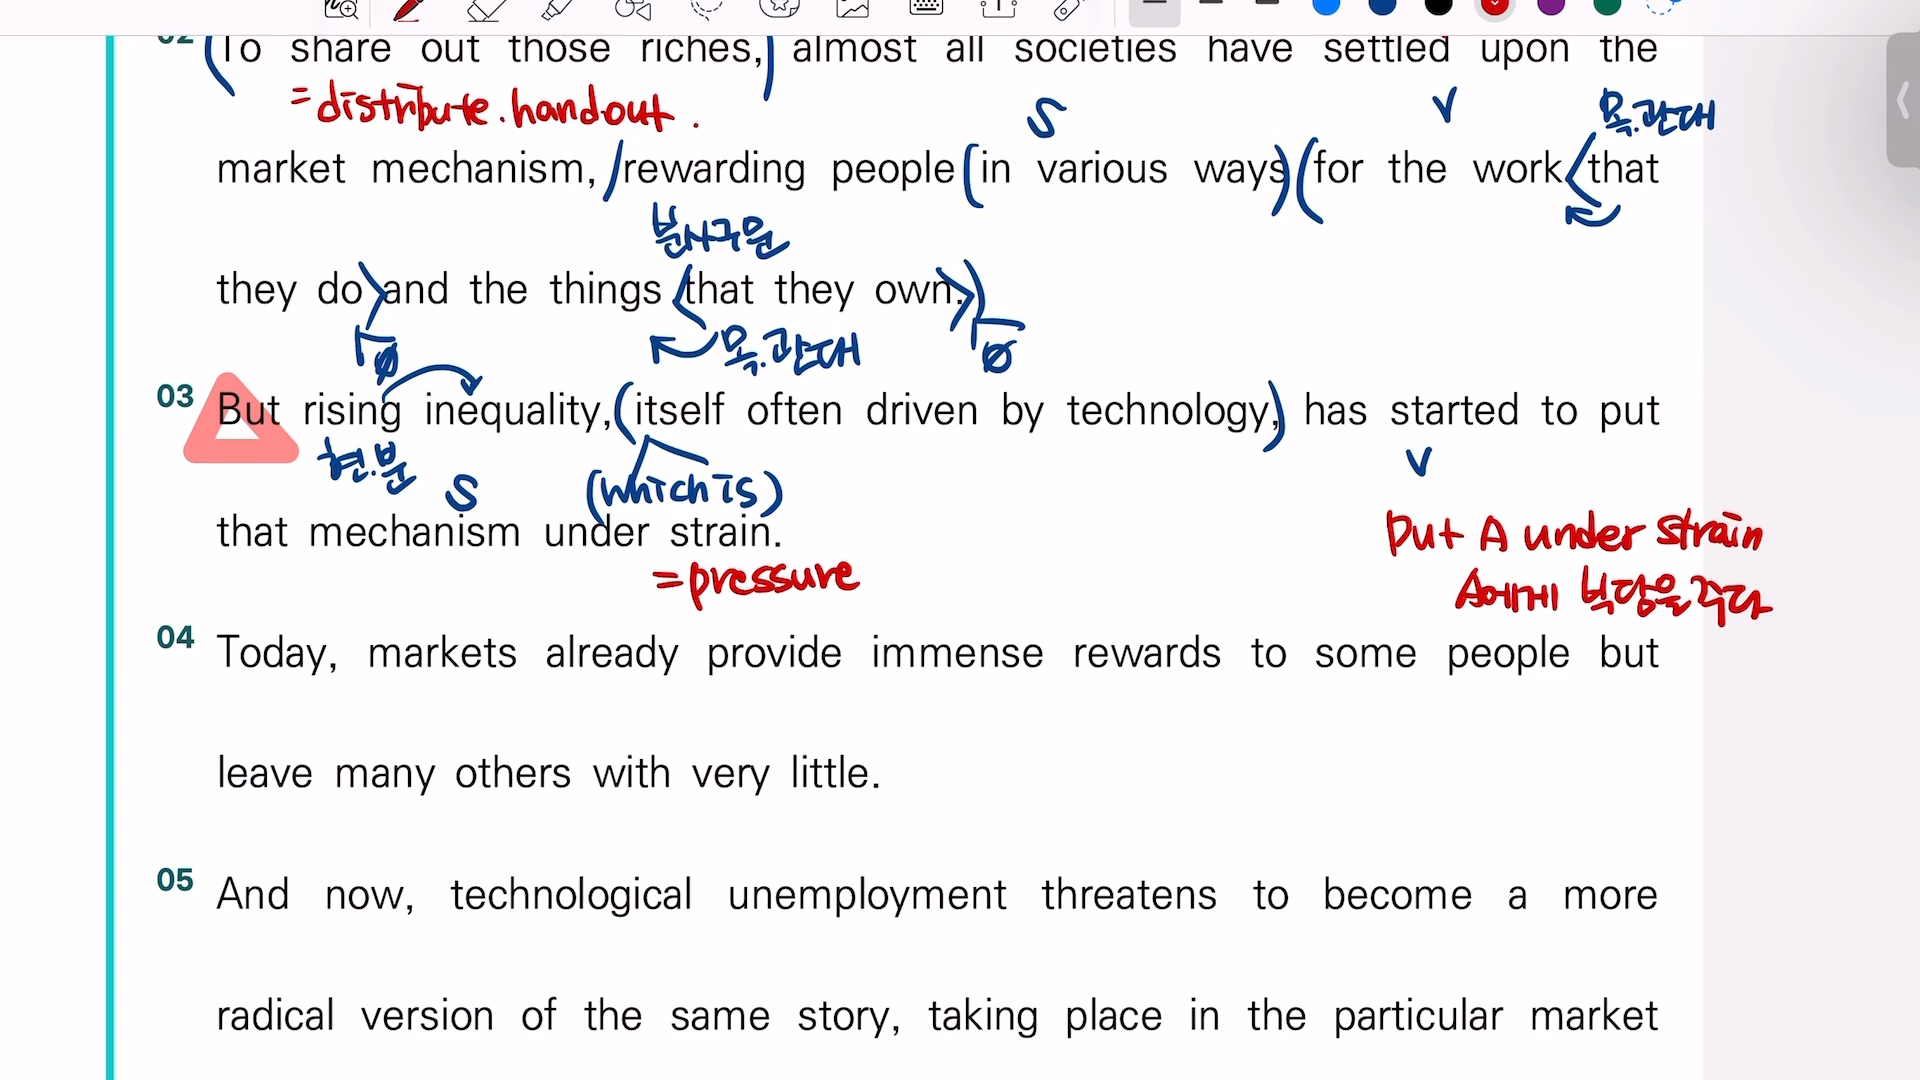 02 To share out those riches, almost all societies have settled upon the
= distribute. handout.
S
V
목.관대
market mechanism, rewarding people in various ways for the work that
분사구문
they do and the things that they own.
ø
목.관대
ø
03 But rising inequality, itself often driven by technology, has started to put
현.분
S
(which is)
V
that mechanism under strain.
= pressure
put A under strain
A에게 부담을 주다
04 Today, markets already provide immense rewards to some people but
leave many others with very little.
05 And now, technological unemployment threatens to become a more
radical version of the same story, taking place in the particular market